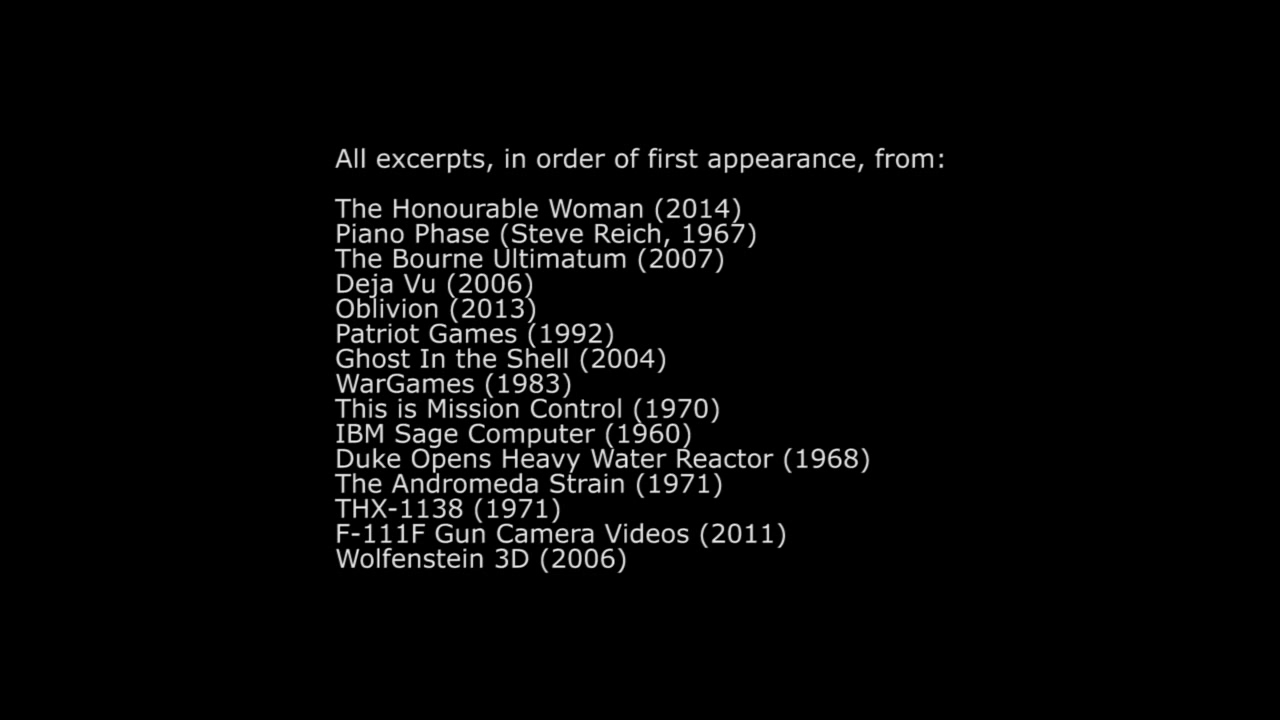 All excerpts, in order of first appearance, from:
The Honourable Woman (2014)
Piano Phase (Steve Reich, 1967)
The Bourne Ultimatum (2007)
Deja Vu (2006)
Oblivion (2013)
Patriot Games (1992)
Ghost In the Shell (2004)
WarGames (1983)
This is Mission Control (1970)
IBM Sage Computer (1960)
Duke Opens Heavy Water Reactor (1968)
The Andromeda Strain (1971)
THX-1138 (1971)
F-111F Gun Camera Videos (2011)
Wolfenstein 3D (2006)